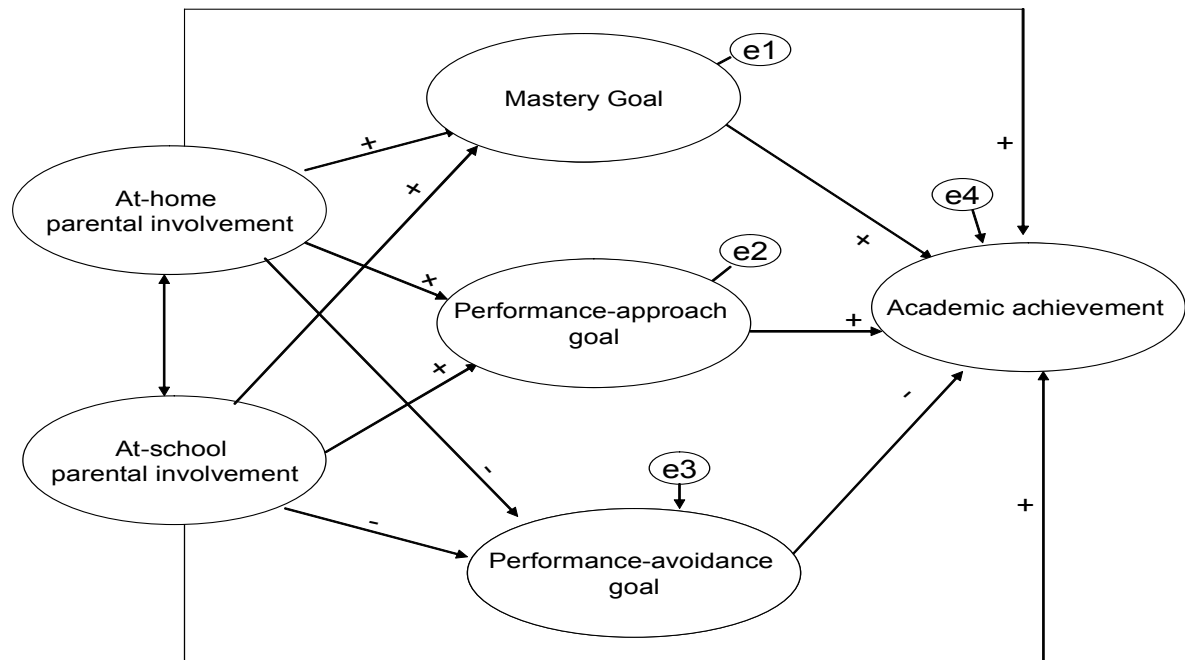 e1
Mastery Goal
+
+
+
At-home
parental involvement
+
e4
e2
+
+
Performance-approach
goal
+
Academic achievement
+
-
At-school
parental involvement
-
e3
+
-
Performance-avoidance
goal